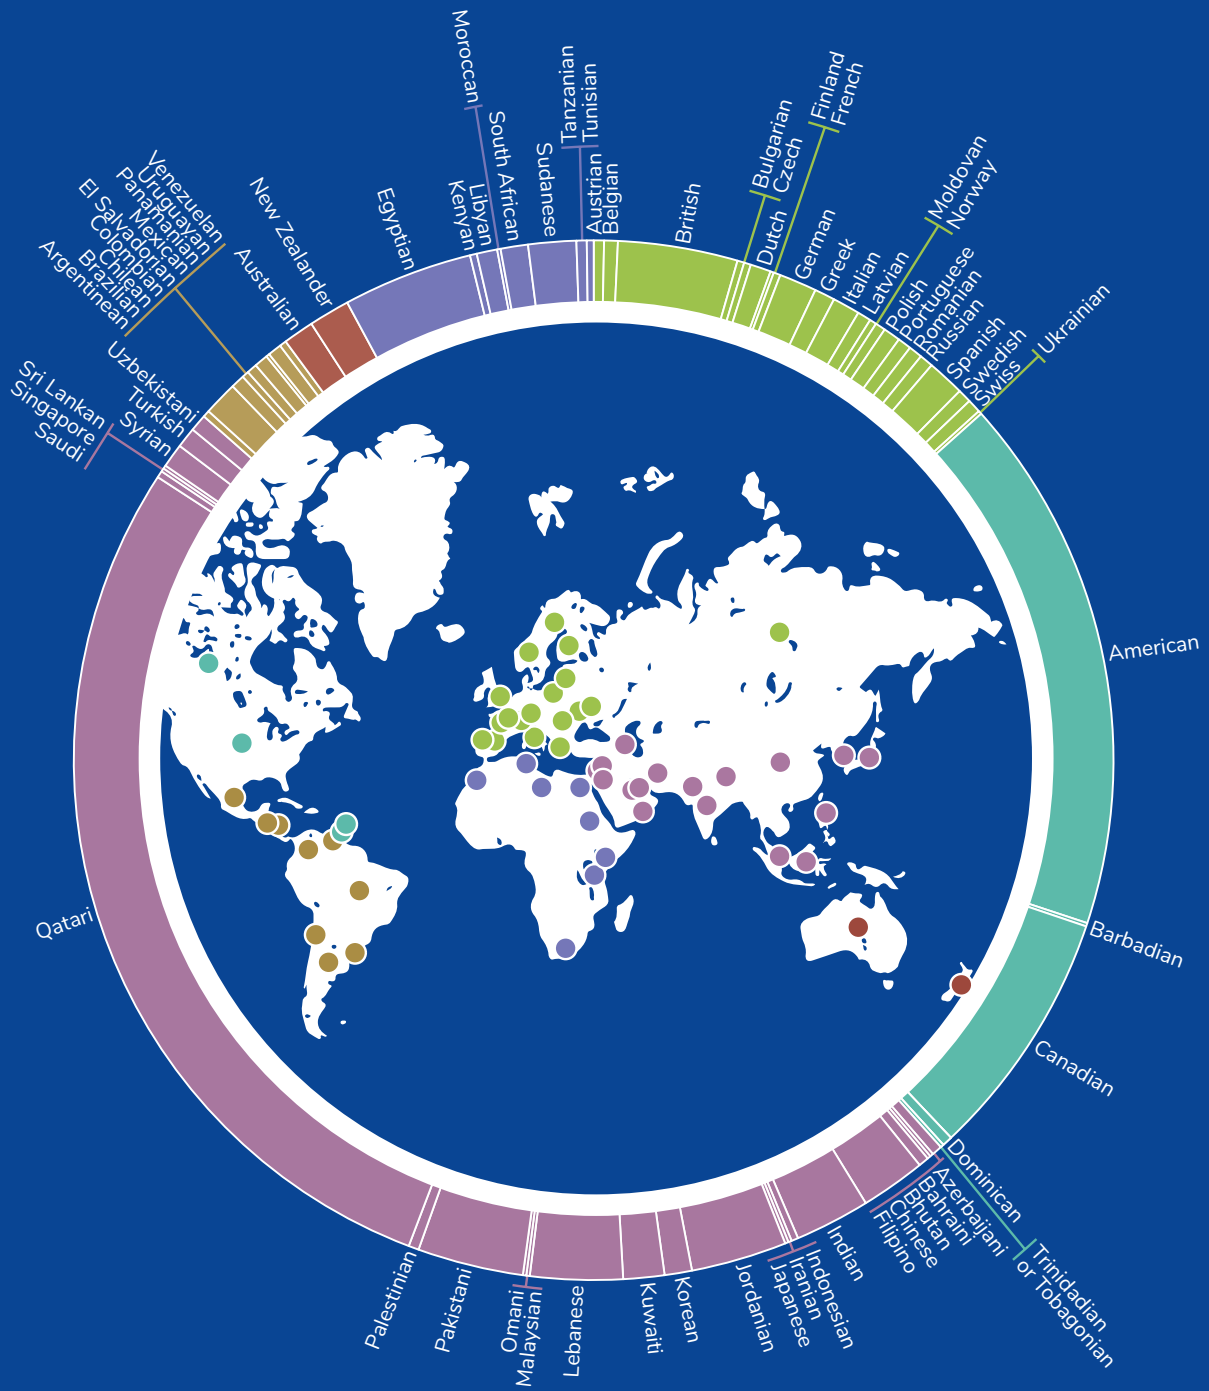 Moroccan
Tanzanian
Tunisian
South African
Sudanese
Libyan
Kenyan
Egyptian
New Zealander
Australian
Venezuelan
Uruguayan
Panamanian
Mexican
El Salvadorian
Colombian
Chilean
Brazilian
Argentinean
Uzbekistani
Turkish
Syrian
Sri Lankan
Singapore
Saudi
Qatari
Palestinian
Pakistani
Omani
Malaysian
Lebanese
Kuwaiti
Korean
Jordanian
Japanese
Iranian
Indonesian
Indian
Filipino
Chinese
Bhutan
Bahraini
Azerbaijani
Dominican
Trinidadian
or Tobagonian
Canadian
Barbadian
American
Ukrainian
Swiss
Swedish
Spanish
Russian
Romanian
Portuguese
Polish
Norway
Moldovan
Latvian
Italian
Greek
German
French
Finland
Dutch
Czech
Bulgarian
British
Belgian
Austrian